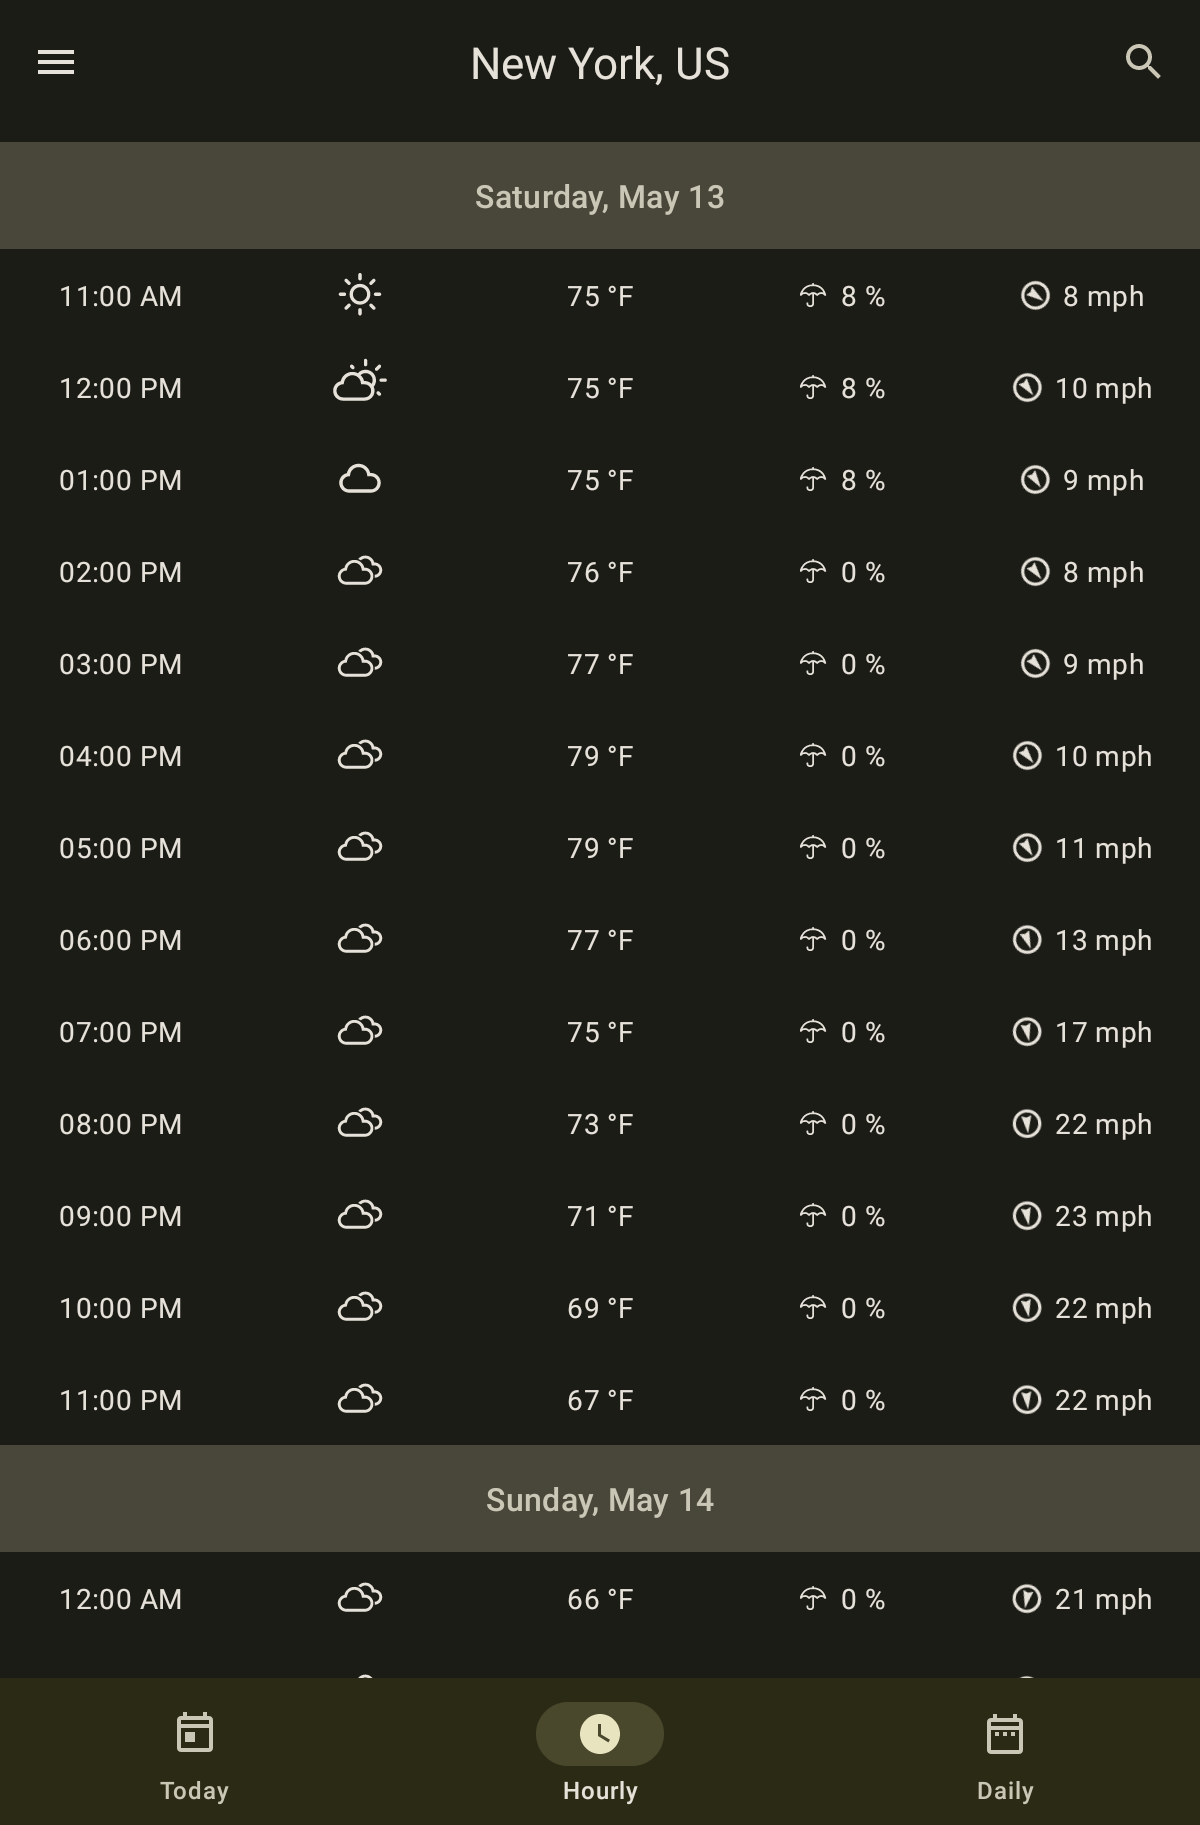 New York, US
Saturday, May 13
11:00 AM 75 °F 8 % 8 mph
12:00 PM 75 °F 8 % 10 mph
01:00 PM 75 °F 8 % 9 mph
02:00 PM 76 °F 0 % 8 mph
03:00 PM 77 °F 0 % 9 mph
04:00 PM 79 °F 0 % 10 mph
05:00 PM 79 °F 0 % 11 mph
06:00 PM 77 °F 0 % 13 mph
07:00 PM 75 °F 0 % 17 mph
08:00 PM 73 °F 0 % 22 mph
09:00 PM 71 °F 0 % 23 mph
10:00 PM 69 °F 0 % 22 mph
11:00 PM 67 °F 0 % 22 mph
Sunday, May 14
12:00 AM 66 °F 0 % 21 mph
Today Hourly Daily